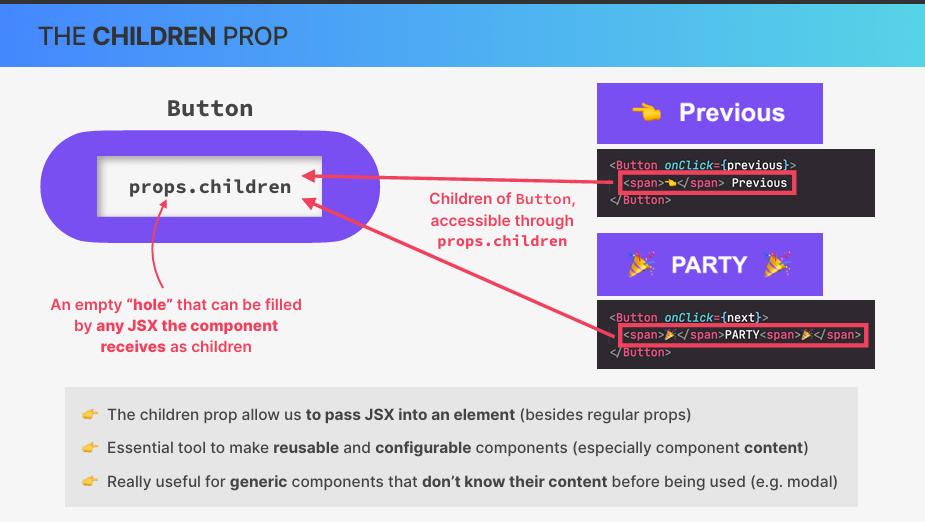 THE CHILDREN PROP
Button
props.children
An empty “hole” that can be filled
by any JSX the component
receives as children
Children of Button,
accessible through
props.children
👈 Previous
<Button onClick={previous}>
<span>👈</span> Previous
</Button>
🎉 PARTY 🎉
<Button onClick={next}>
<span>🎉</span>PARTY<span>🎉</span>
</Button>
👉 The children prop allow us to pass JSX into an element (besides regular props)
👉 Essential tool to make reusable and configurable components (especially component content)
👉 Really useful for generic components that don’t know their content before being used (e.g. modal)